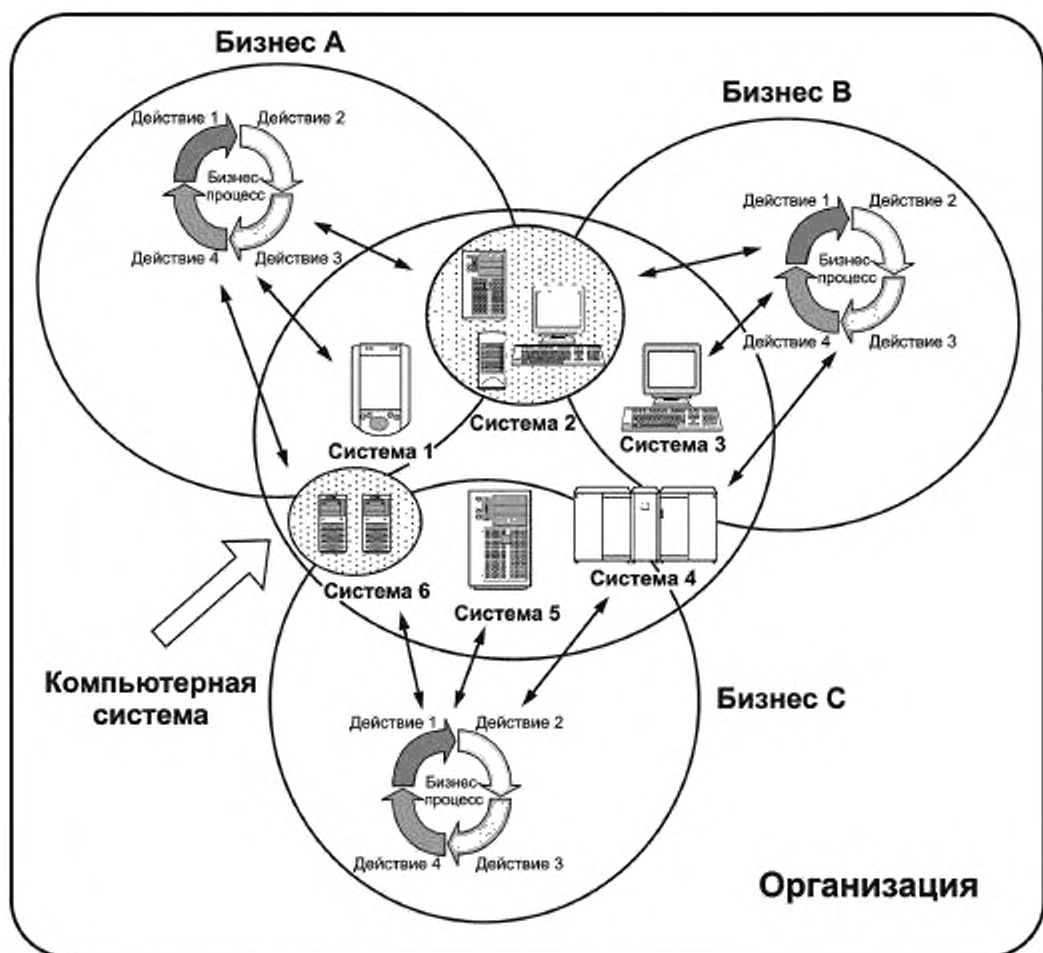 Бизнес A
Бизнес B
Действие 1
Действие 2
Бизнес-
процесс
Действие 4
Действие 3
Действие 1
Действие 2
Бизнес-
процесс
Действие 4
Действие 3
Система 1
Система 2
Система 3
Система 4
Система 5
Система 6
Компьютерная
система
Бизнес C
Действие 1
Действие 2
Бизнес-
процесс
Действие 4
Действие 3
Организация